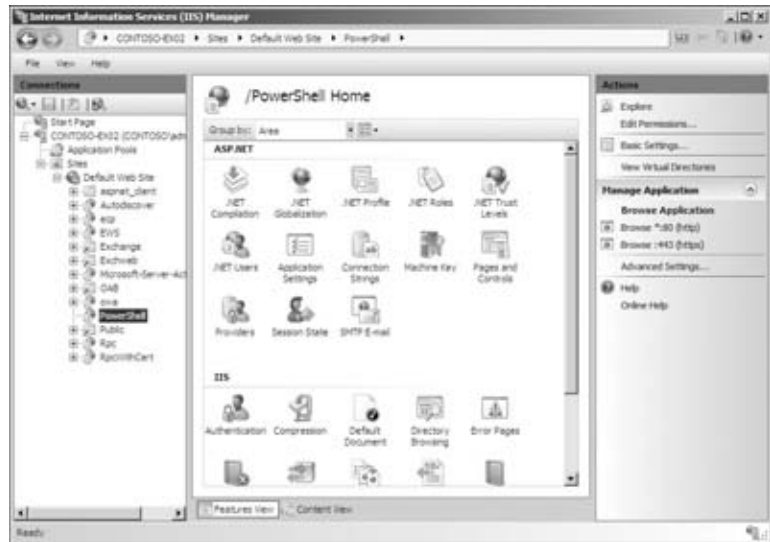 Internet Information Services (IIS) Manager
CONTOSO-EX02 Sites Default Web Site PowerShell
File View Help
Connections
Start Page
CONTOSO-EX02 (CONTOSO\adm
Application Pools
Sites
Default Web Site
aspnet_client
Autodiscover
ecp
EWS
Exchange
Exchweb
Microsoft-Server-Act
OAB
owa
PowerShell
Public
Rpc
RpcWithCert
/PowerShell Home
Group by: Area
ASP.NET
.NET Compilation
.NET Globalization
.NET Profile
.NET Roles
.NET Trust Levels
.NET Users
Application Settings
Connection Strings
Machine Key
Pages and Controls
Providers
Session State
SMTP E-mail
IIS
Authentication
Compression
Default Document
Directory Browsing
Error Pages
Features View
Content View
Actions
Explore
Edit Permissions...
Basic Settings...
View Virtual Directories
Manage Application
Browse Application
Browse *:80 (http)
Browse :443 (https)
Advanced Settings...
Help
Online Help
Ready